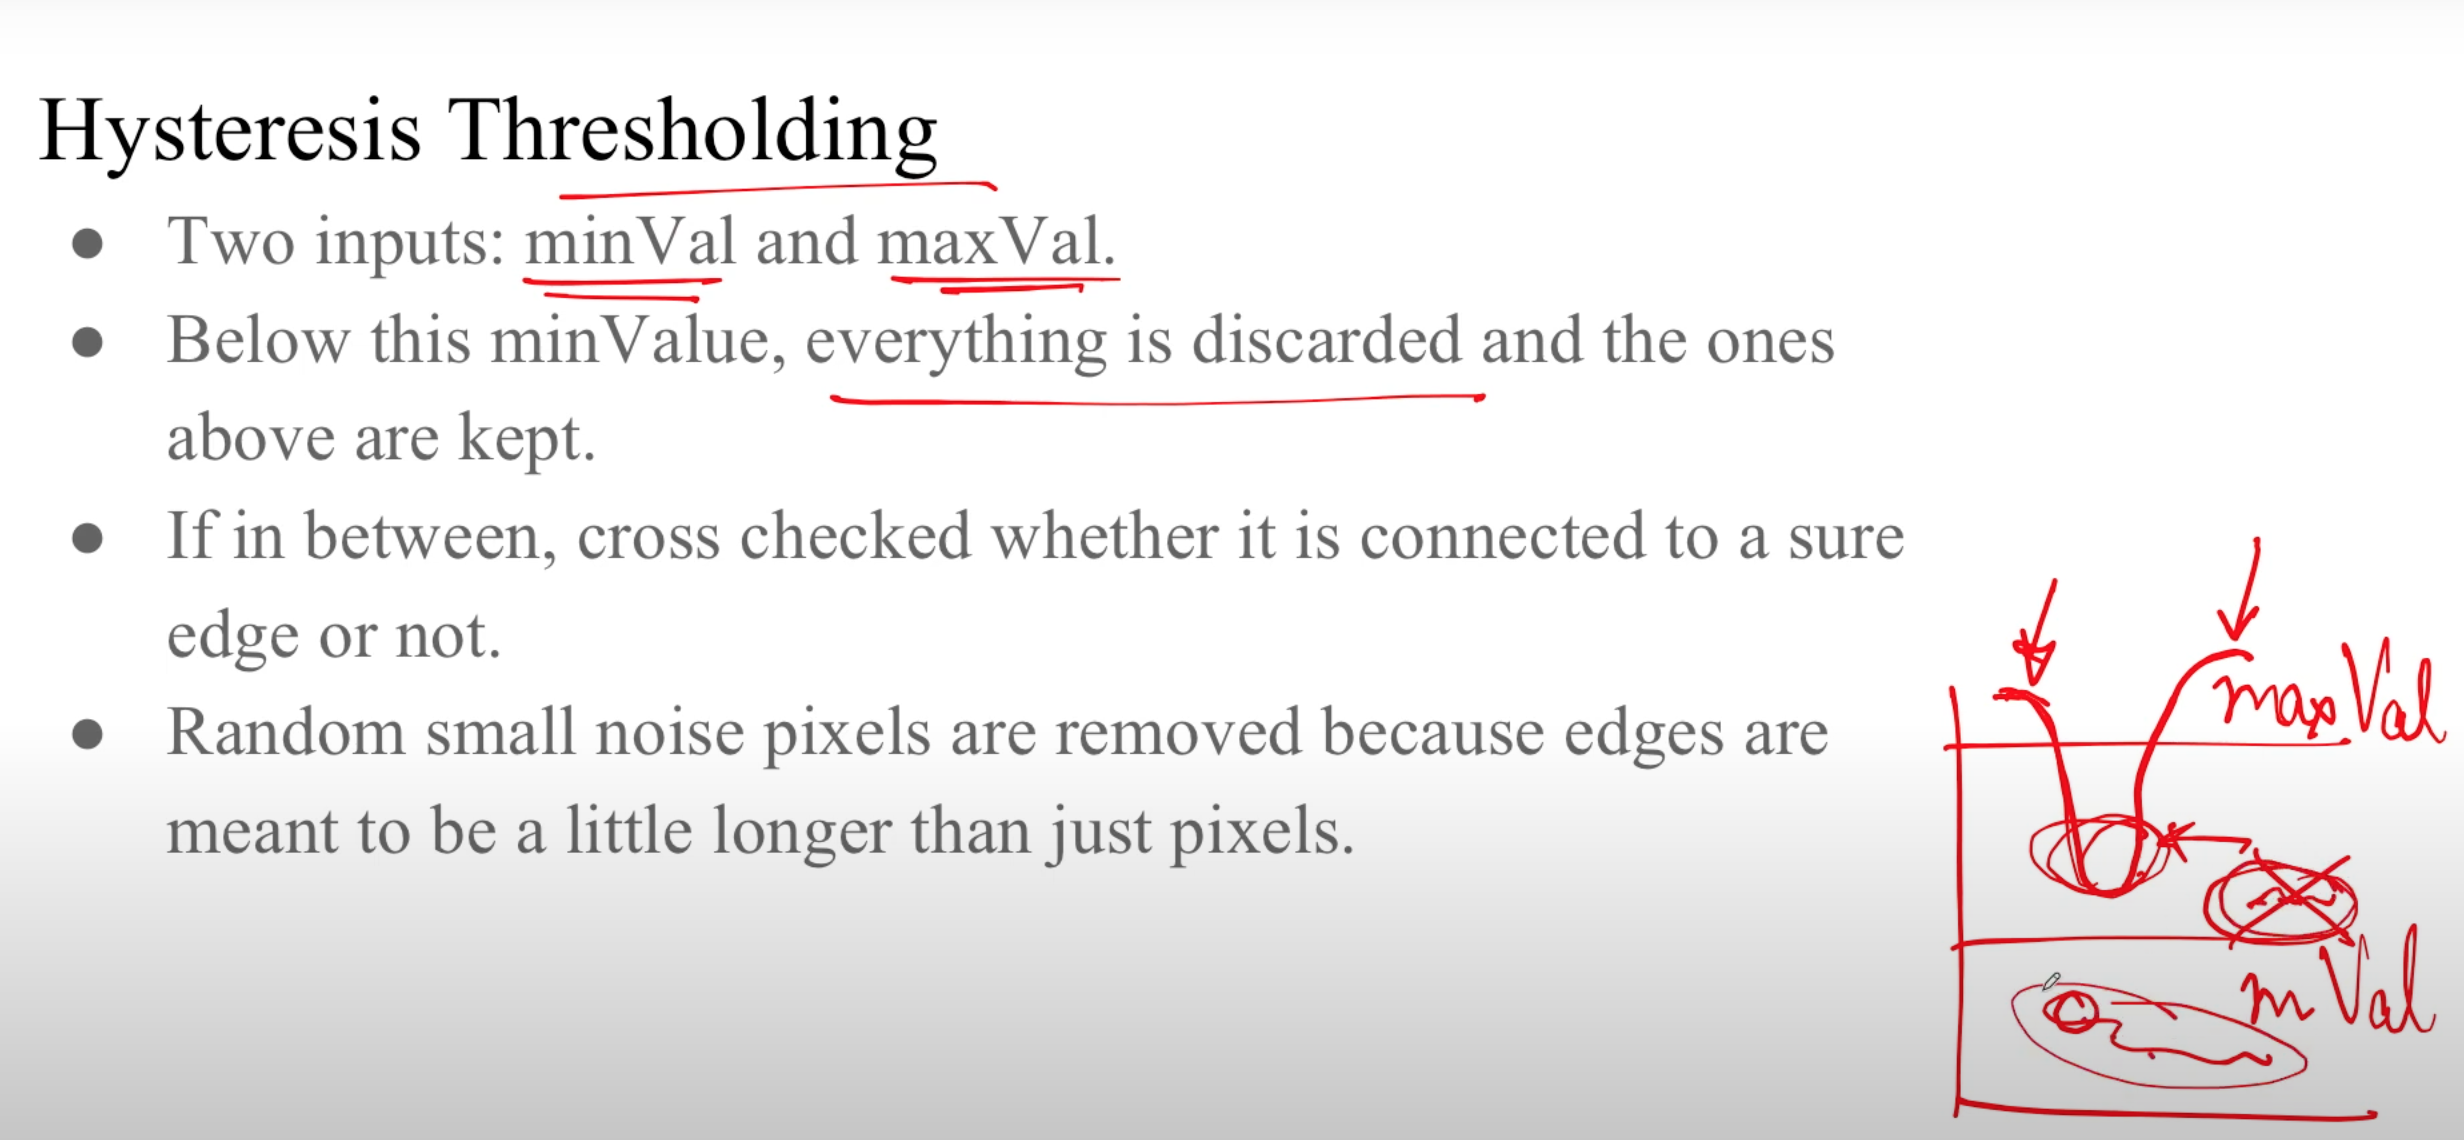 Hysteresis Thresholding
● Two inputs: minVal and maxVal.
● Below this minValue, everything is discarded and the ones
above are kept.
● If in between, cross checked whether it is connected to a sure
edge or not.
● Random small noise pixels are removed because edges are
meant to be a little longer than just pixels.
maxVal
mVal